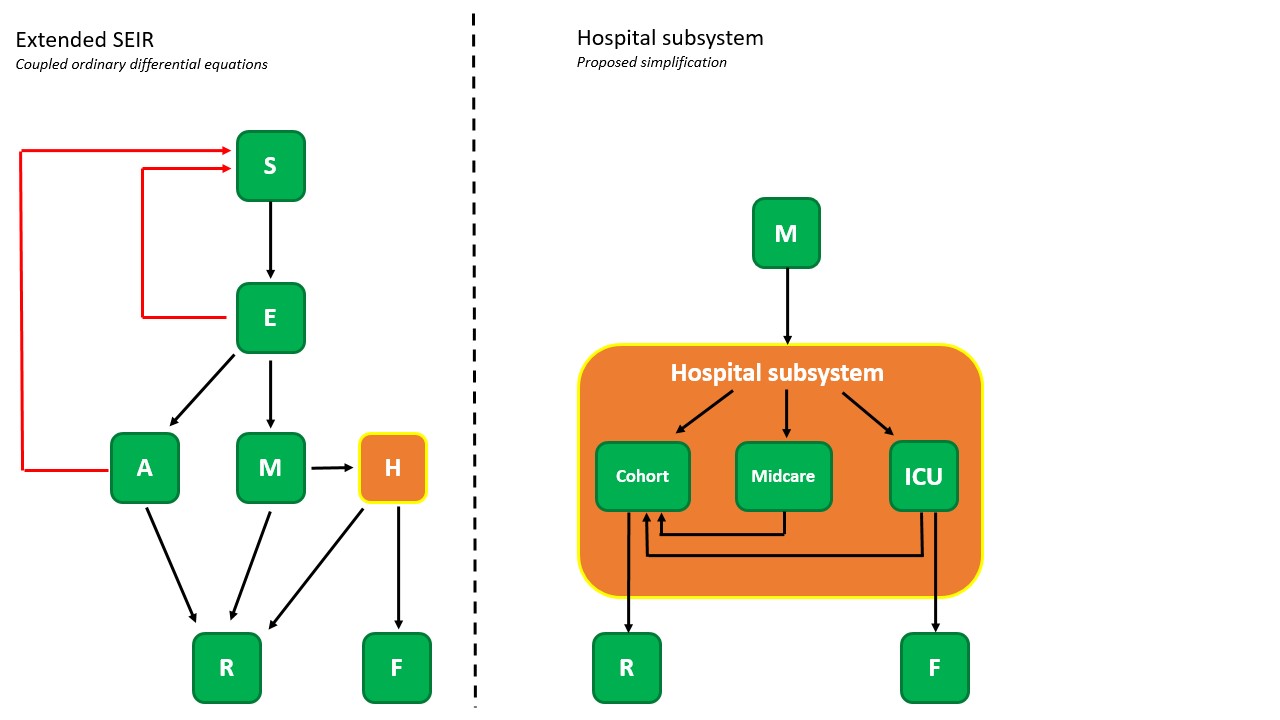 Extended SEIR
Coupled ordinary differential equations
S
E
A
M
H
R
F
Hospital subsystem
Proposed simplification
M
Hospital subsystem
Cohort
Midcare
ICU
R
F